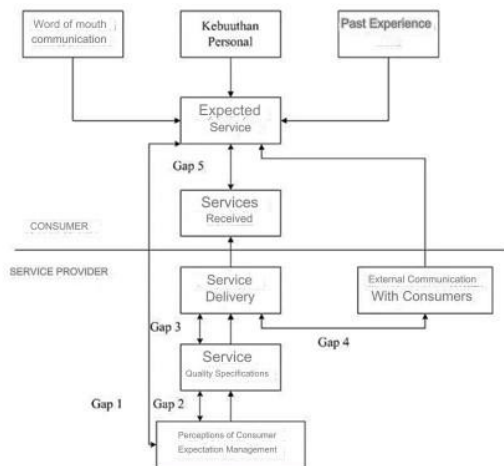 Word of mouth
communication
Kebuuthan
Personal
Past Experience
Expected
Service
Gap 5
Services
Received
CONSUMER
SERVICE PROVIDER
Service
Delivery
External Communication
With Consumers
Gap 3
Gap 4
Service
Quality Specifications
Gap 1
Gap 2
Perceptions of Consumer
Expectation Management